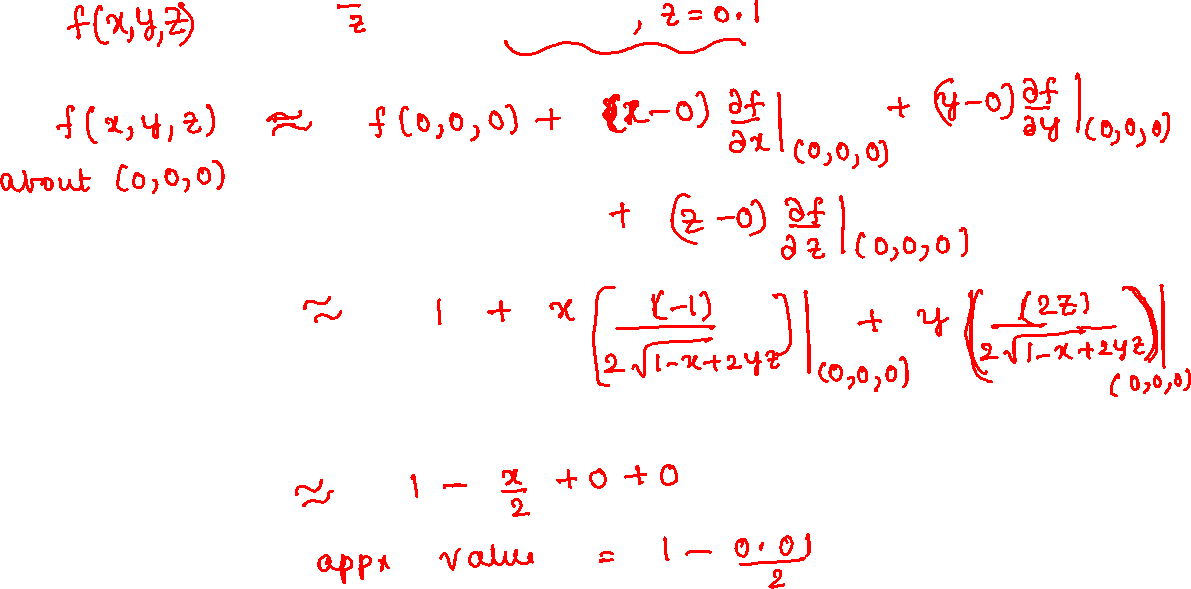 f(x,y,z) z , z = 0.1
f(x,y,z) ≈ f(0,0,0) + (x-0) ∂f/∂x |(0,0,0) + (y-0) ∂f/∂y |(0,0,0)
about (0,0,0)
+ (z-0) ∂f/∂z |(0,0,0)
≈ 1 + x [(-1)/(2√(1-x+2yz))] |(0,0,0) + y ((2z)/(2√(1-x+2yz))) |(0,0,0)
≈ 1 - x/2 + 0 + 0
appx value = 1 - 0.01/2